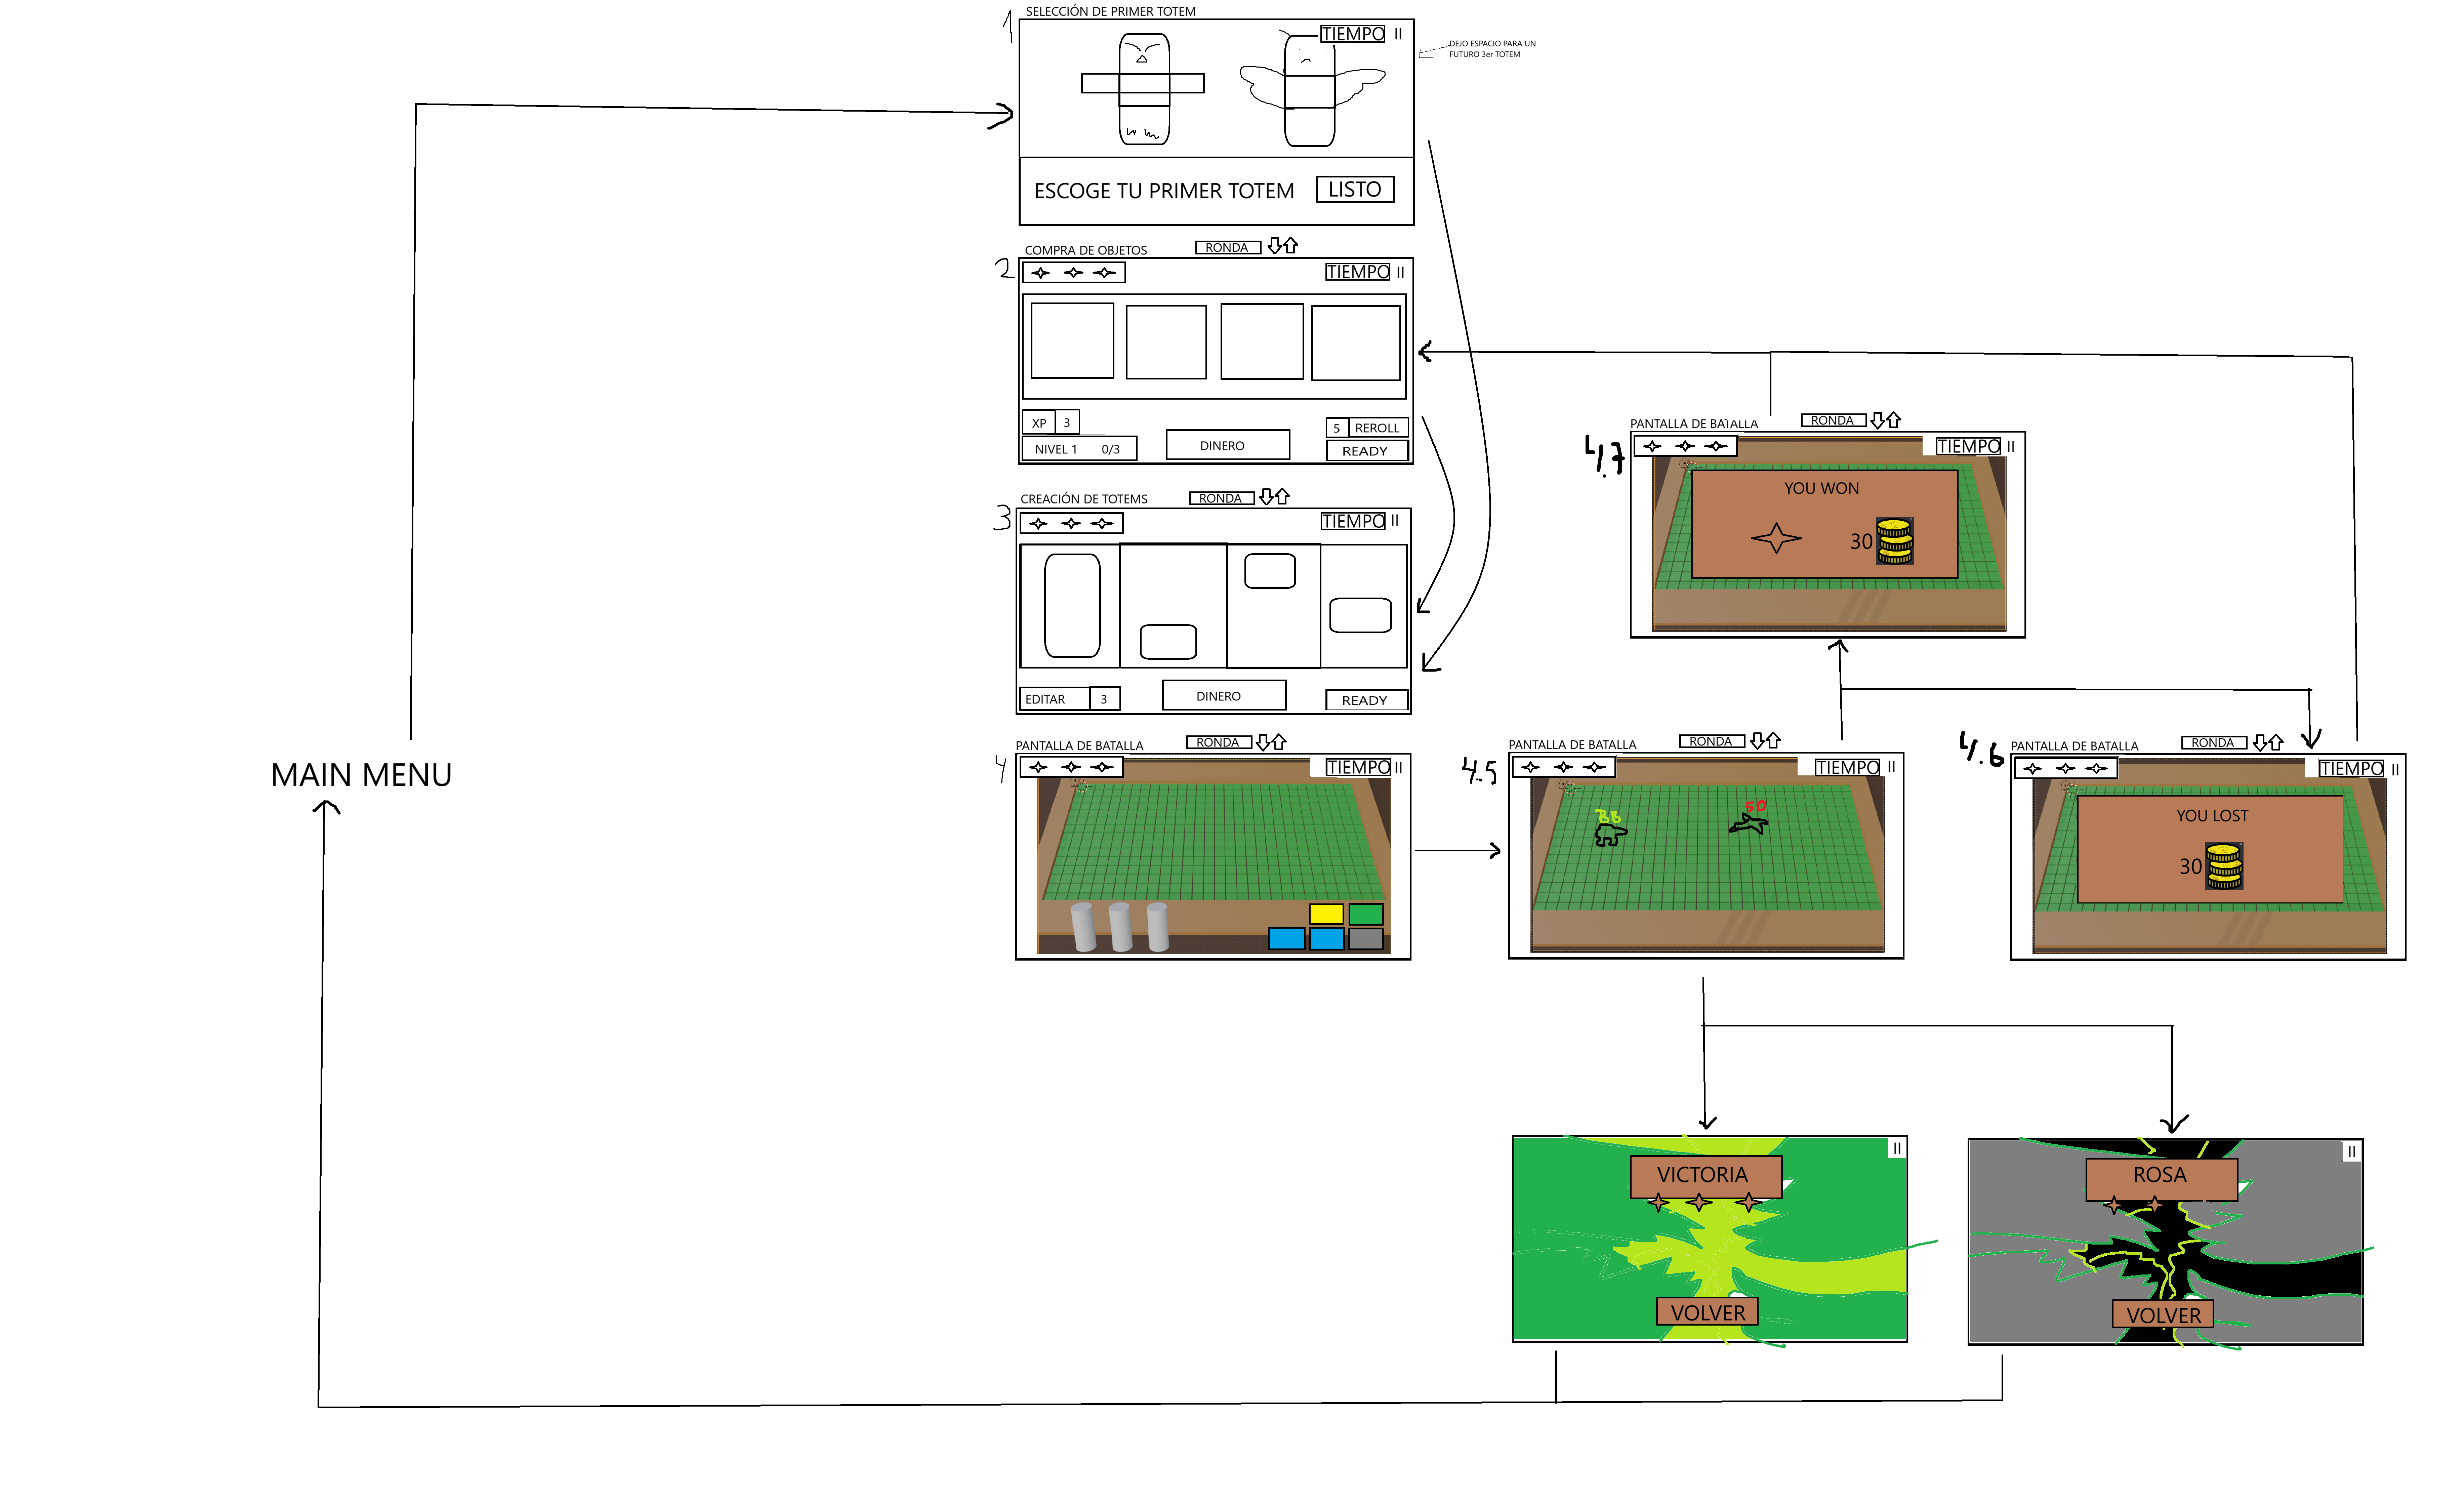 1
SELECCIÓN DE PRIMER TOTEM
TIEMPO II
DEJO ESPACIO PARA UN
FUTURO 3er TOTEM
ESCOGE TU PRIMER TOTEM
LISTO
COMPRA DE OBJETOS
RONDA
2
TIEMPO II
XP 3
NIVEL 1 0/3
DINERO
5 REROLL
READY
CREACIÓN DE TOTEMS
RONDA
3
TIEMPO II
EDITAR 3
DINERO
READY
MAIN MENU
PANTALLA DE BATALLA
RONDA
4
TIEMPO II
PANTALLA DE BATALLA
RONDA
4.5
TIEMPO II
BB
50
PANTALLA DE BATALLA
RONDA
4.7
TIEMPO II
YOU WON
30
PANTALLA DE BATALLA
RONDA
4.6
TIEMPO II
YOU LOST
30
II
VICTORIA
VOLVER
II
ROSA
VOLVER